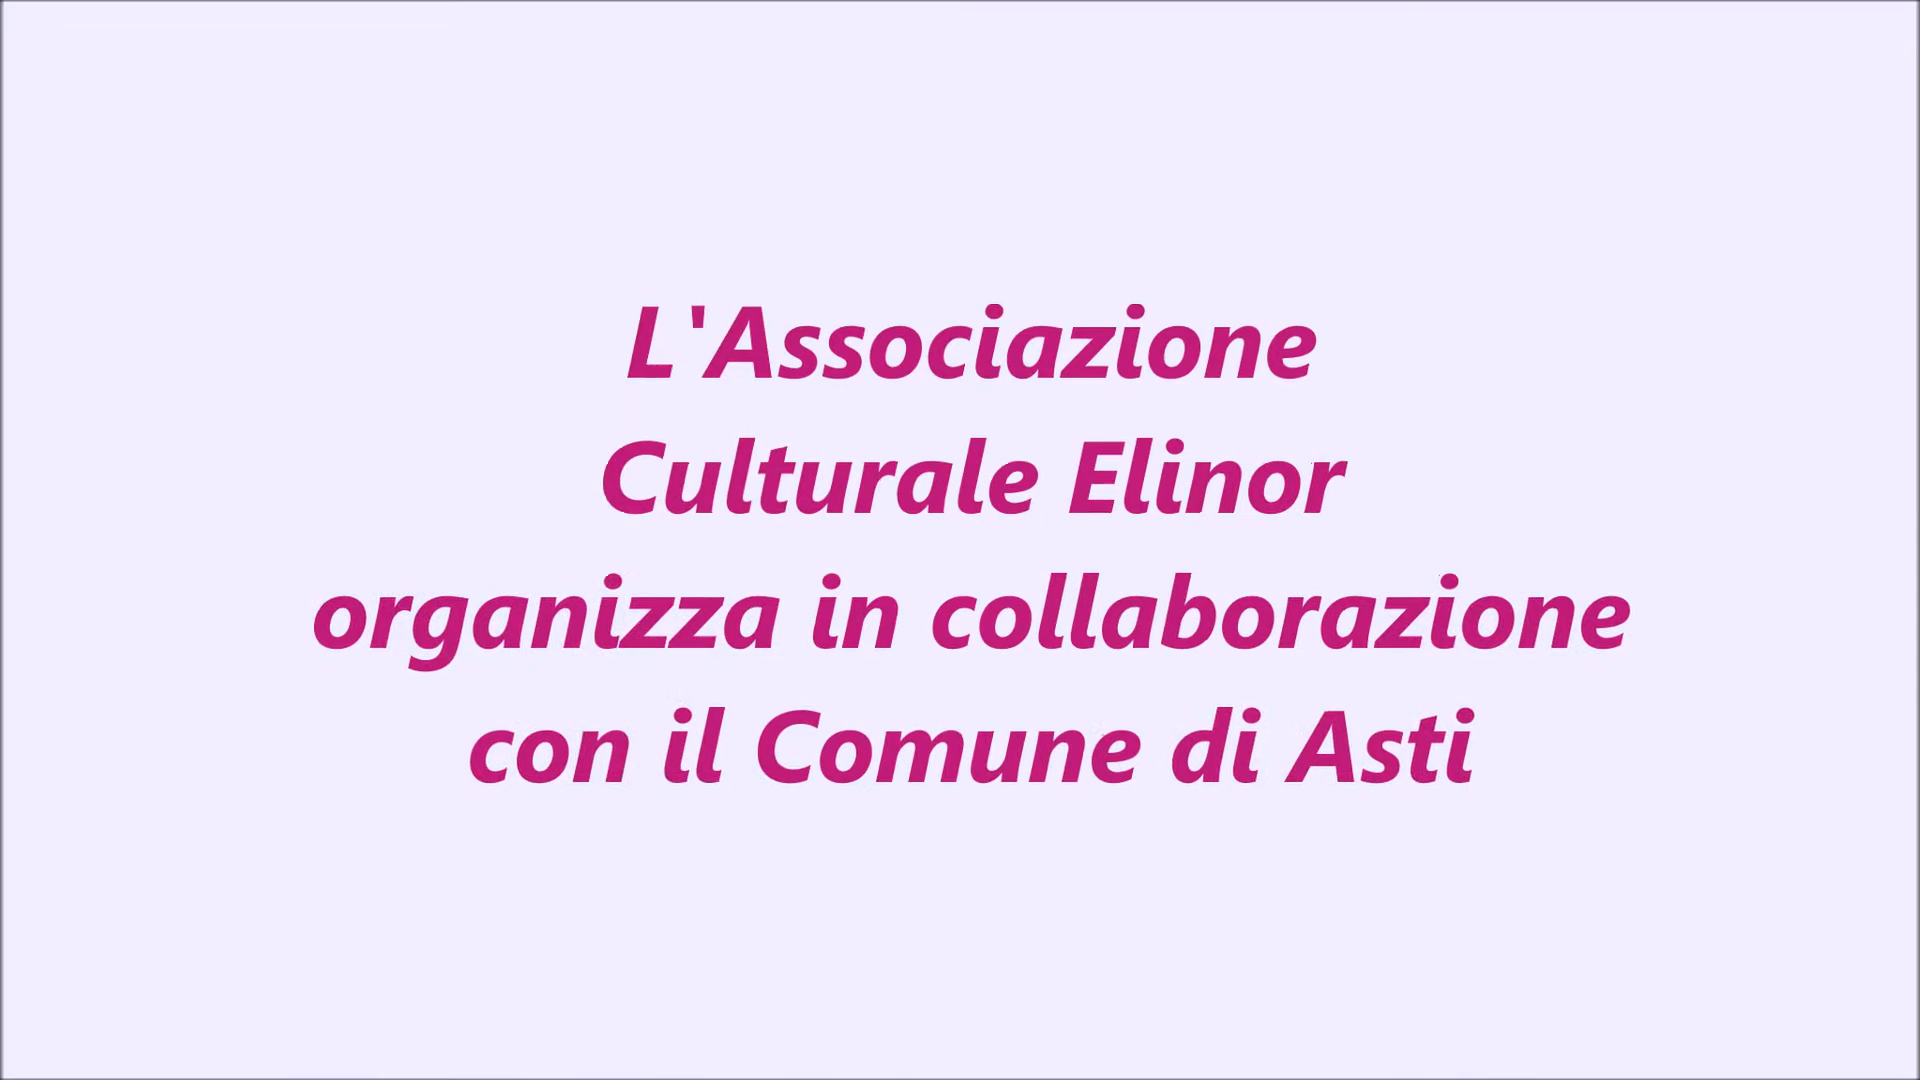 L'Associazione
Culturale Elinor
organizza in collaborazione
con il Comune di Asti